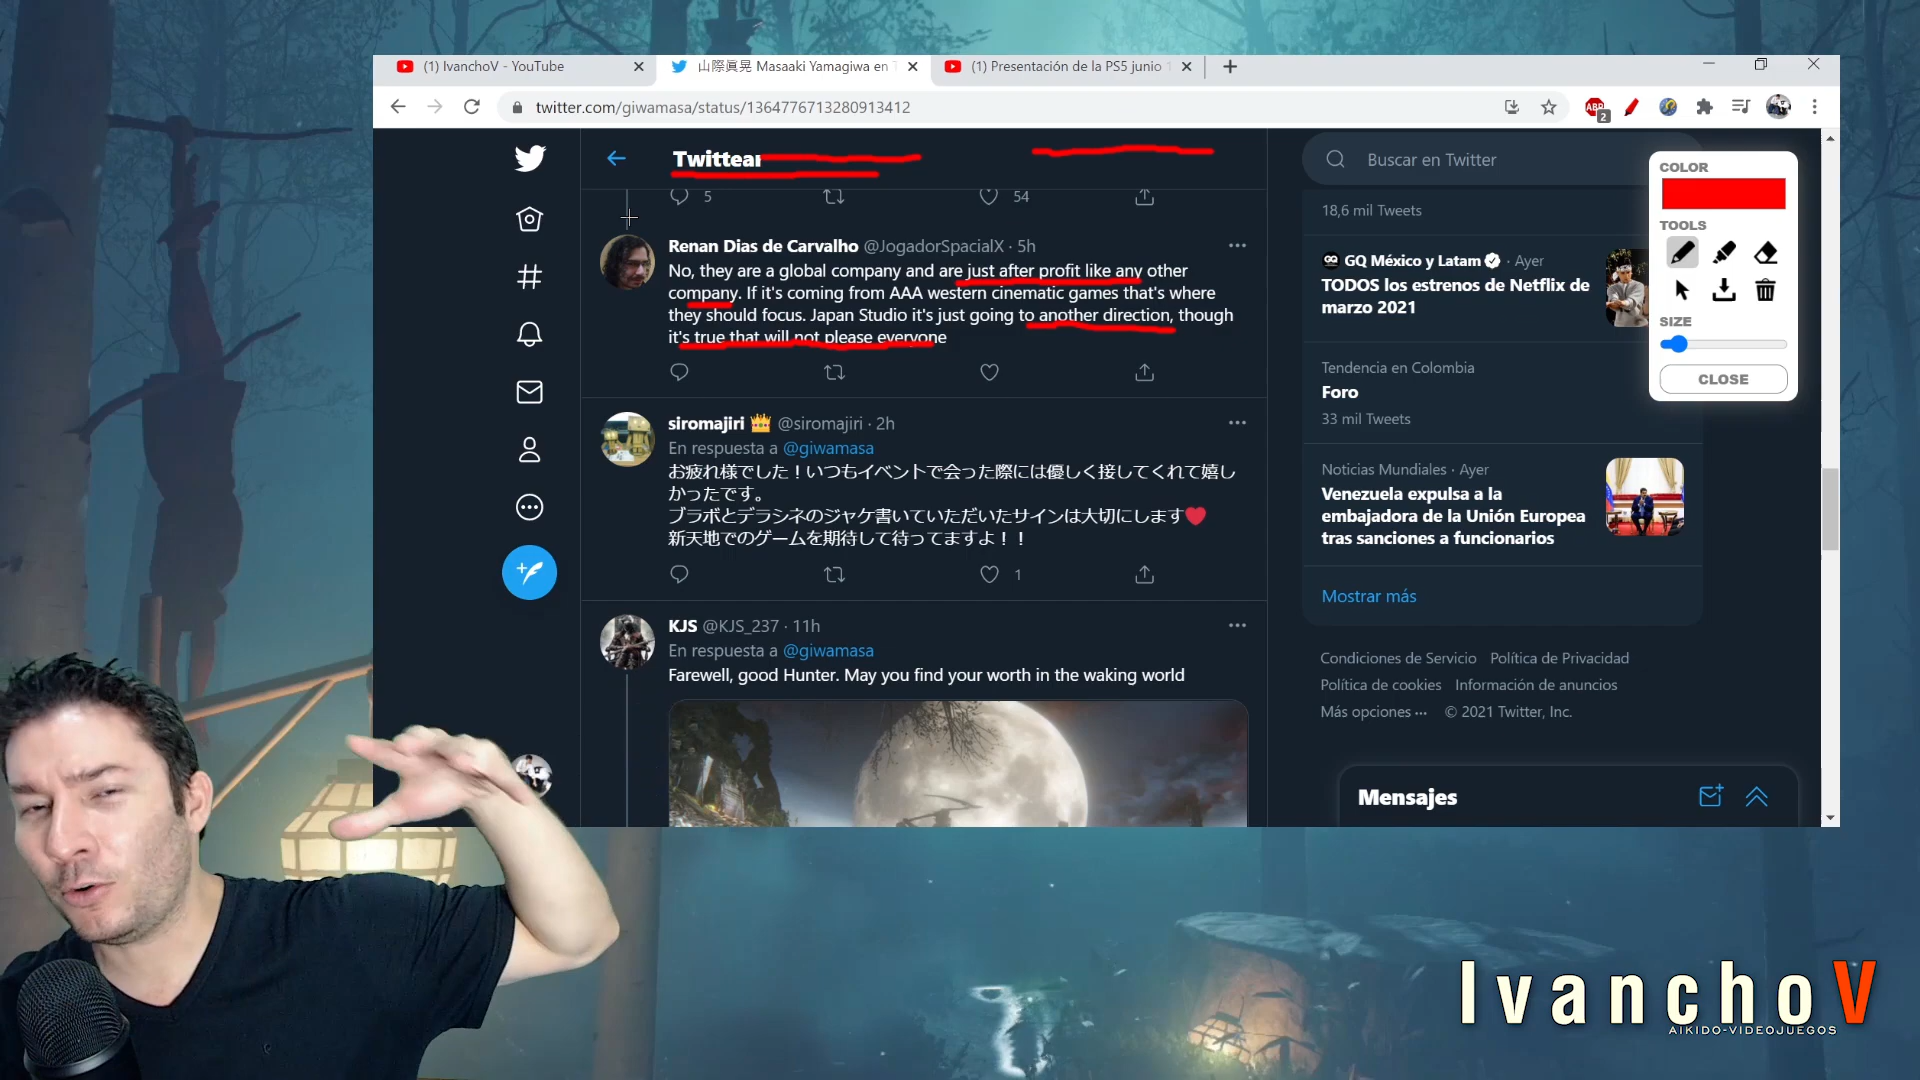 (1) IvanchoV - YouTube
山際眞晃 Masaaki Yamagiwa en
(1) Presentación de la PS5 junio
twitter.com/giwamasa/status/1364776713280913412
ABP
2
Twittear
5
54
Renan Dias de Carvalho @JogadorSpacialX · 5h
No, they are a global company and are just after profit like any other
company. If it's coming from AAA western cinematic games that's where
they should focus. Japan Studio it's just going to another direction, though
it's true that will not please everyone
siromajiri @siromajiri · 2h
En respuesta a @giwamasa
お疲れ様でした！いつもイベントで会った際には優しく接してくれて嬉し
かったです。
ブラボとデラシネのジャケ書いていただいたサインは大切にします
新天地でのゲームを期待して待ってますよ！！
1
KJS @KJS_237 · 11h
En respuesta a @giwamasa
Farewell, good Hunter. May you find your worth in the waking world
Buscar en Twitter
18,6 mil Tweets
GQ México y Latam · Ayer
TODOS los estrenos de Netflix de
marzo 2021
Tendencia en Colombia
Foro
33 mil Tweets
Noticias Mundiales · Ayer
Venezuela expulsa a la
embajadora de la Unión Europea
tras sanciones a funcionarios
Mostrar más
Condiciones de Servicio Política de Privacidad
Política de cookies Información de anuncios
Más opciones ··· © 2021 Twitter, Inc.
Mensajes
COLOR
TOOLS
SIZE
CLOSE
IvanchoV
AIKIDO-VIDEOJUEGOS